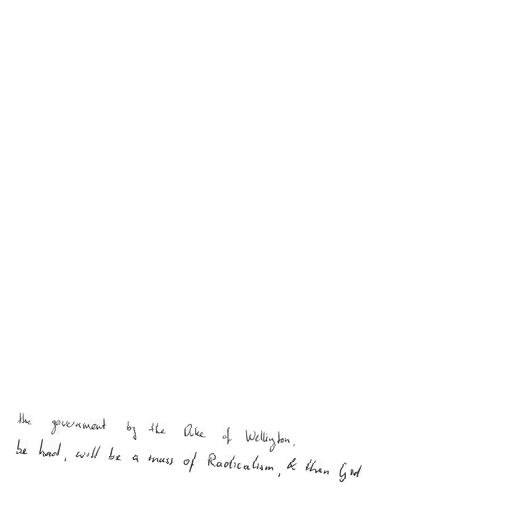 the government by the Duke of Wellington.
be had, will be a mass of Radicalism, & then God